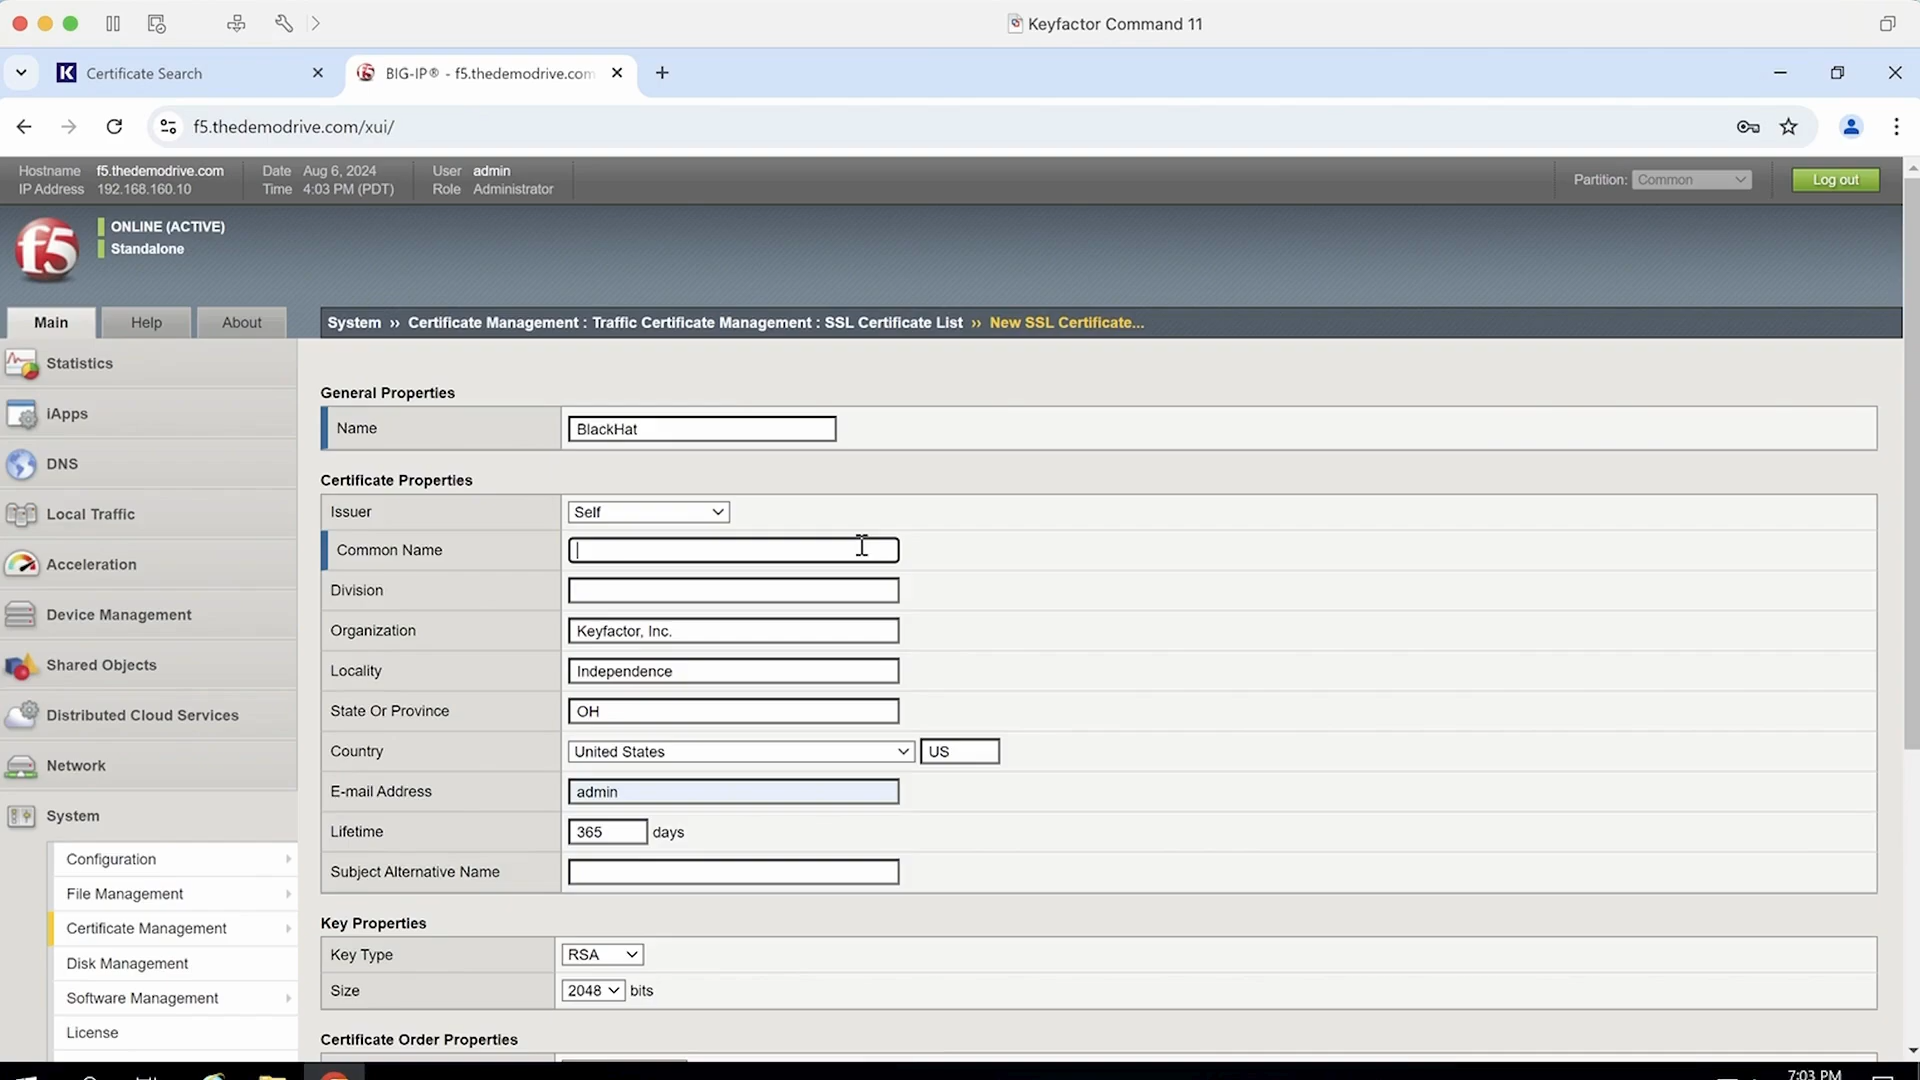 Keyfactor Command 11
Certificate Search
BIG-IP® - f5.thedemodrive.com
f5.thedemodrive.com/xui/
Hostname f5.thedemodrive.com
IP Address 192.168.160.10
Date Aug 6, 2024
Time 4:03 PM (PDT)
User admin
Role Administrator
Partition: Common
Log out
f5
ONLINE (ACTIVE)
Standalone
Main
Help
About
System ›› Certificate Management : Traffic Certificate Management : SSL Certificate List ›› New SSL Certificate...
Statistics
iApps
DNS
Local Traffic
Acceleration
Device Management
Shared Objects
Distributed Cloud Services
Network
System
Configuration
File Management
Certificate Management
Disk Management
Software Management
License
General Properties
Name BlackHat
Certificate Properties
Issuer Self
Common Name
Division
Organization Keyfactor, Inc.
Locality Independence
State Or Province OH
Country United States US
E-mail Address admin
Lifetime 365 days
Subject Alternative Name
Key Properties
Key Type RSA
Size 2048 bits
Certificate Order Properties
7:03 PM